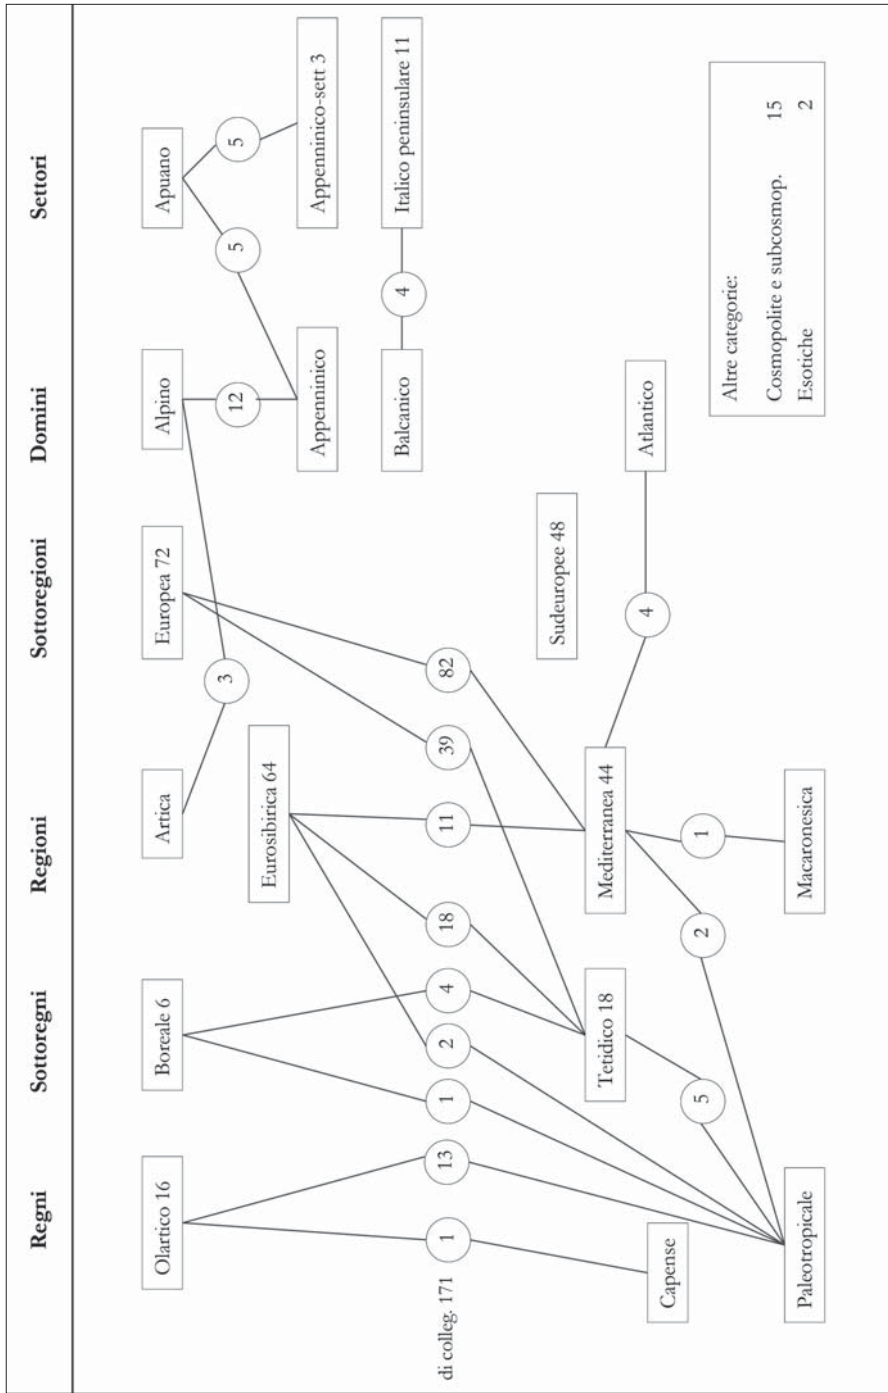 Regni
Sottoregni
Regioni
Sottoregioni
Domini
Settori
Olartico 16
Boreale 6
Artica
Europea 72
Alpino
Apuano
3
12
5
5
Eurosibirica 64
Appenninico
Appenninico-sett 3
di colleg. 171
1
13
1
2
4
18
11
39
82
Balcanico
4
Italico peninsulare 11
Capense
Tetidico 18
Mediterranea 44
Sudeuropee 48
4
Atlantico
5
2
1
Paleotropicale
Macaronesica
Altre categorie:
Cosmopolite e subcosmop. 15
Esotiche 2